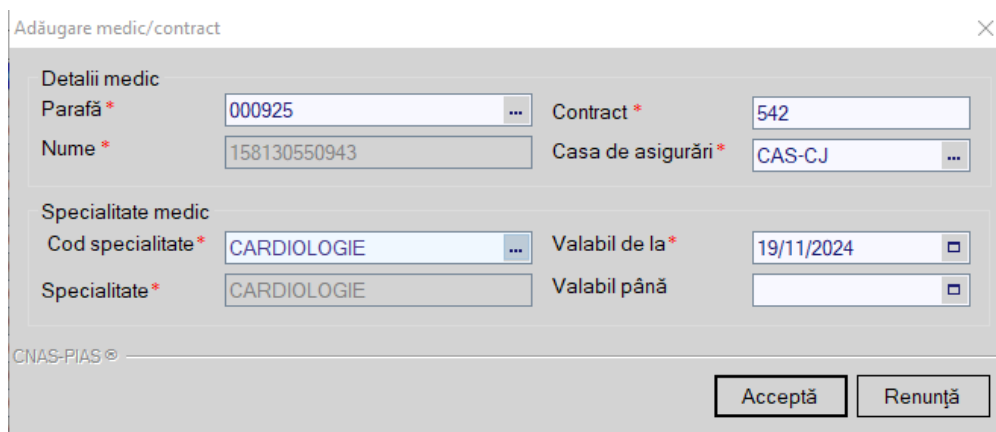 Adăugare medic/contract
Detalii medic
Parafă * 000925 ... Contract * 542
Nume * 158130550943 Casa de asigurări * CAS-CJ ...
Specialitate medic
Cod specialitate * CARDIOLOGIE ... Valabil de la * 19/11/2024
Specialitate * CARDIOLOGIE Valabil până
CNAS-PIAS ®
Acceptă Renunţă